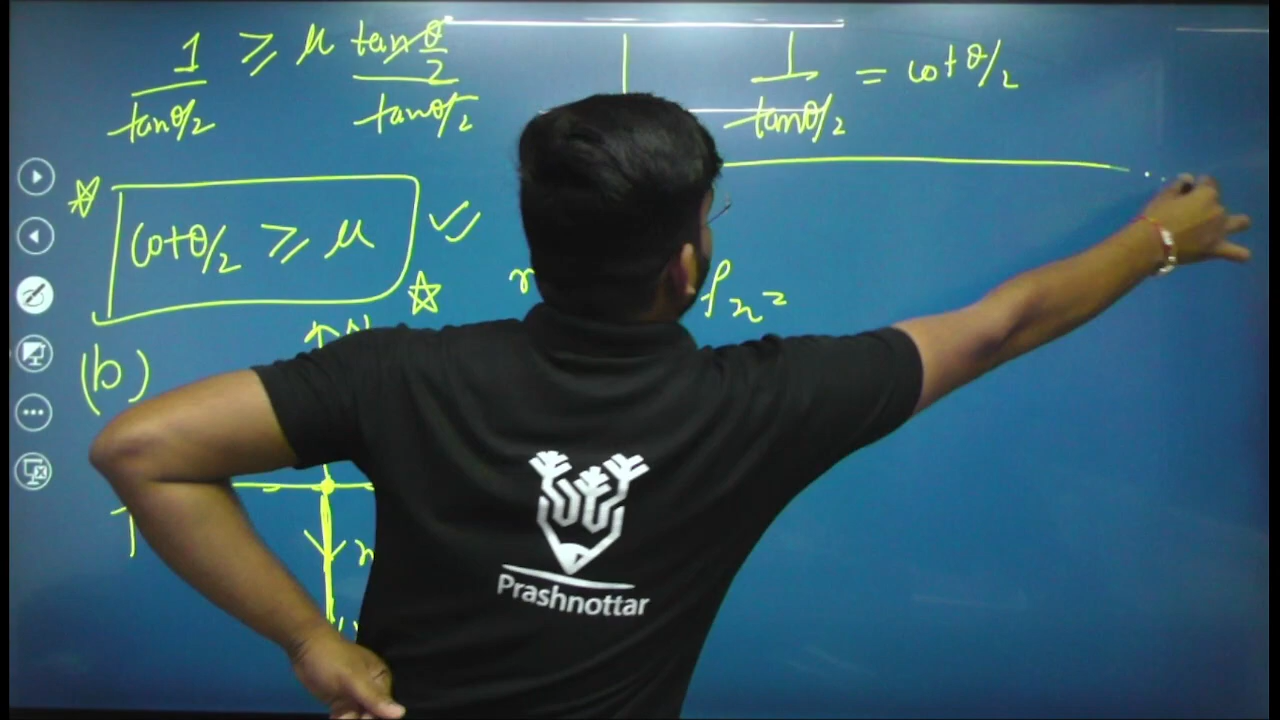 1/tanθ/2 ≥ μ tanθ/2 / tanθ/2
1/tanθ/2 = cotθ/2
cotθ/2 ≥ μ
(b)
N
T
Prashnottar